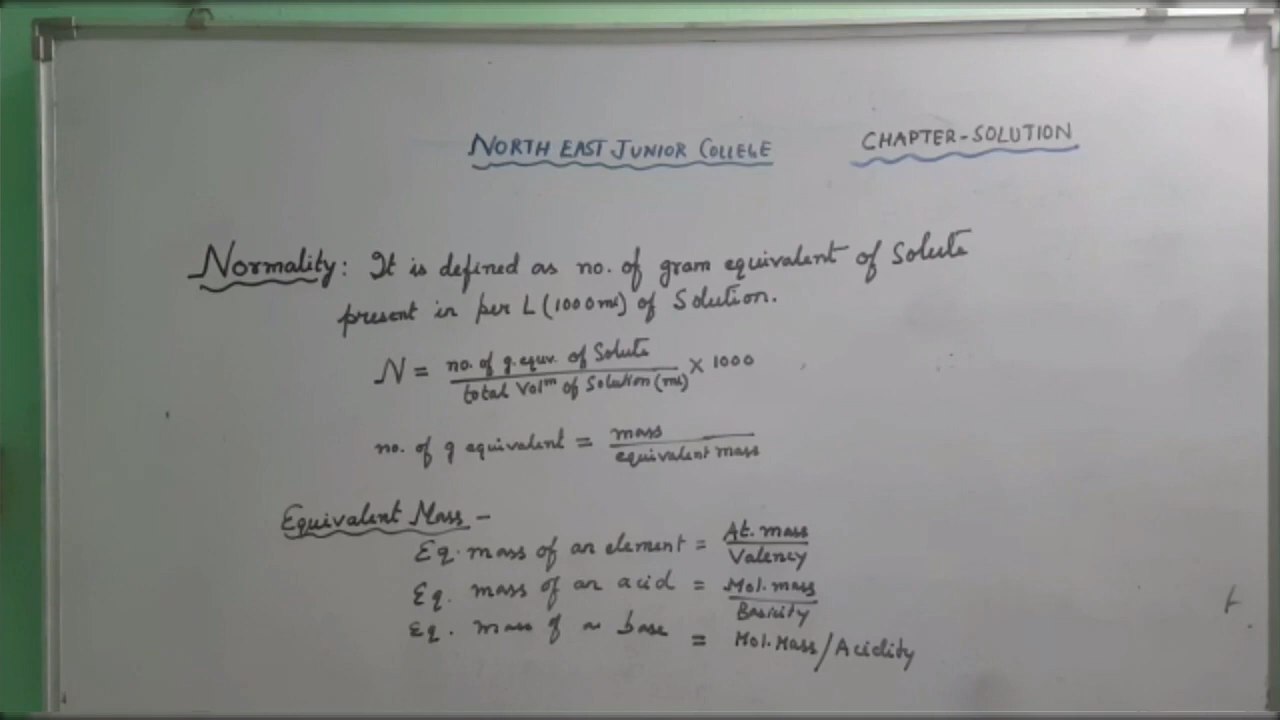 NORTH EAST JUNIOR COLLEGE CHAPTER-SOLUTION
Normality: It is defined as no. of gram equivalent of Solute
present in per L (1000ml) of Solution.
N = no. of g.equv. of Solute / total Volᵐ of Solution (ml) × 1000
no. of g equivalent = mass / equivalent mass
Equivalent Mass -
Eq. mass of an element = At. mass / Valency
Eq. mass of an acid = Mol. mass / Basicity
Eq. mass of a base = Mol. Mass/Acidity